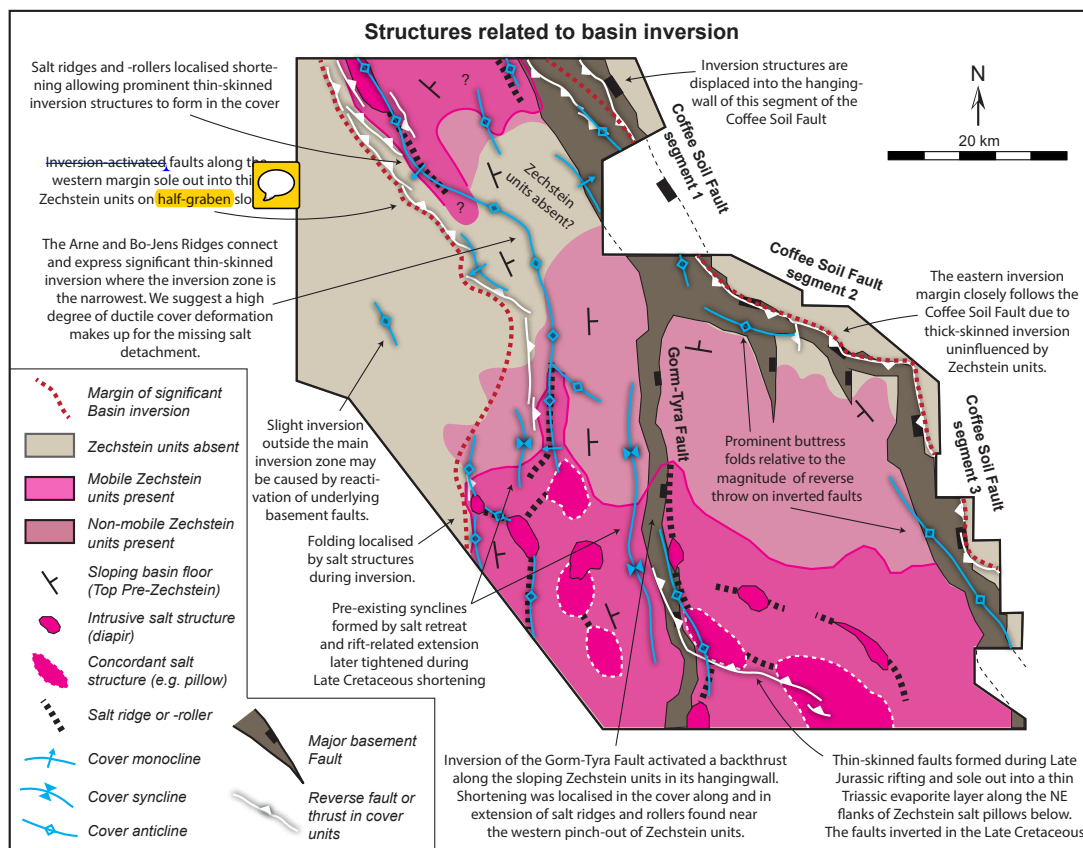 Structures related to basin inversion
Salt ridges and -rollers localised shorte-
ning allowing prominent thin-skinned
inversion structures to form in the cover
Inversion-activated faults along the
western margin sole out into thi
Zechstein units on half-graben slo
The Arne and Bo-Jens Ridges connect
and express significant thin-skinned
inversion where the inversion zone is
the narrowest. We suggest a high
degree of ductile cover deformation
makes up for the missing salt
detachment.
Inversion structures are
displaced into the hanging-
wall of this segment of the
Coffee Soil Fault
N
20 km
?
?
Zechstein
units absent?
Coffee Soil Fault
segment 1
Coffee Soil Fault
segment 2
The eastern inversion
margin closely follows the
Coffee Soil Fault due to
thick-skinned inversion
uninfluenced by
Zechstein units.
Gorm-Tyra Fault
Coffee Soil Fault
segment 3
Prominent buttress
folds relative to the
magnitude of reverse
throw on inverted faults
Slight inversion
outside the main
inversion zone may
be caused by reacti-
vation of underlying
basement faults.
Folding localised
by salt structures
during inversion.
Pre-existing synclines
formed by salt retreat
and rift-related extension
later tightened during
Late Cretaceous shortening
Margin of significant
Basin inversion
Zechstein units absent
Mobile Zechstein
units present
Non-mobile Zechstein
units present
Sloping basin floor
(Top Pre-Zechstein)
Intrusive salt structure
(diapir)
Concordant salt
structure (e.g. pillow)
Salt ridge or -roller
Cover monocline
Cover syncline
Cover anticline
Major basement
Fault
Reverse fault or
thrust in cover
units
Inversion of the Gorm-Tyra Fault activated a backthrust
along the sloping Zechstein units in its hangingwall.
Shortening was localised in the cover along and in
extension of salt ridges and rollers found near
the western pinch-out of Zechstein units.
Thin-skinned faults formed during Late
Jurassic rifting and sole out into a thin
Triassic evaporite layer along the NE
flanks of Zechstein salt pillows below.
The faults inverted in the Late Cretaceous